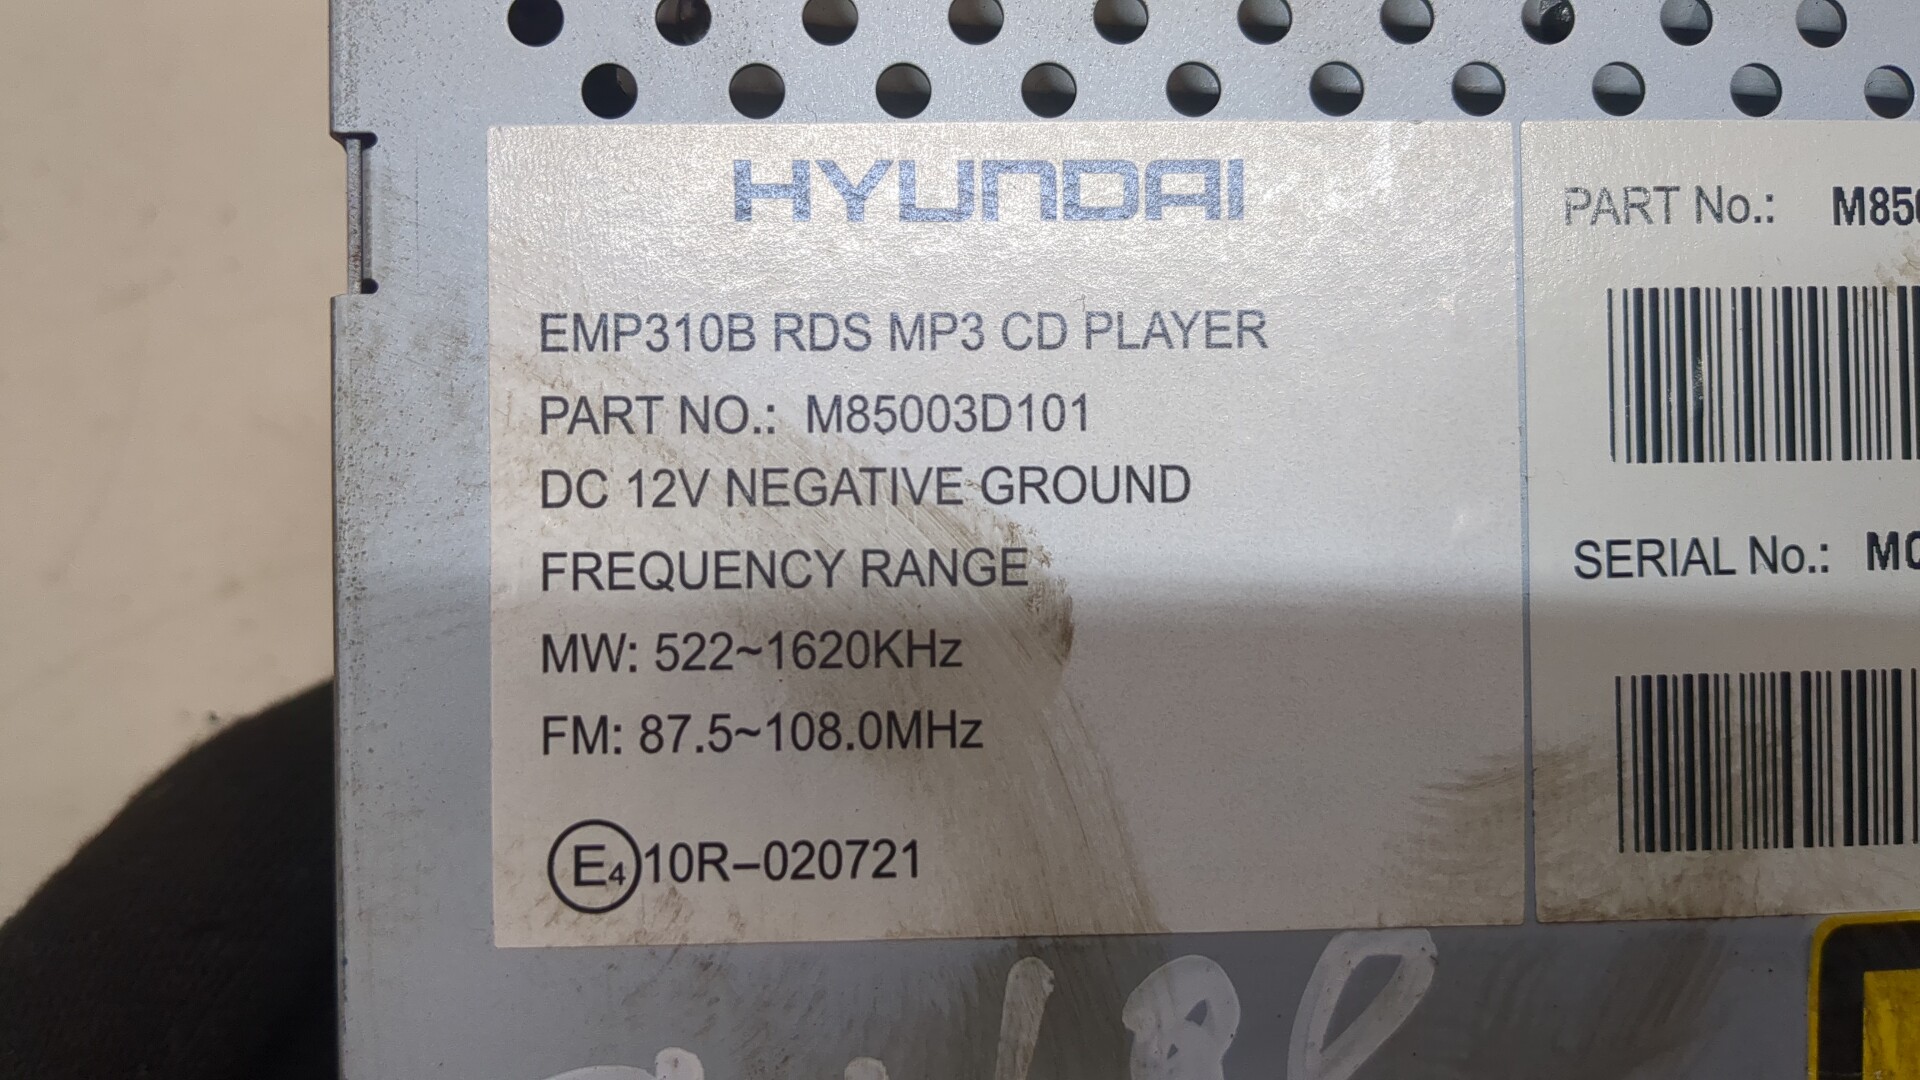 HYUNDAI
EMP310B RDS MP3 CD PLAYER
PART NO.: M85003D101
DC 12V NEGATIVE GROUND
FREQUENCY RANGE
MW: 522~1620KHz
FM: 87.5~108.0MHz
E4 10R-020721
PART No.: M850
SERIAL No.: